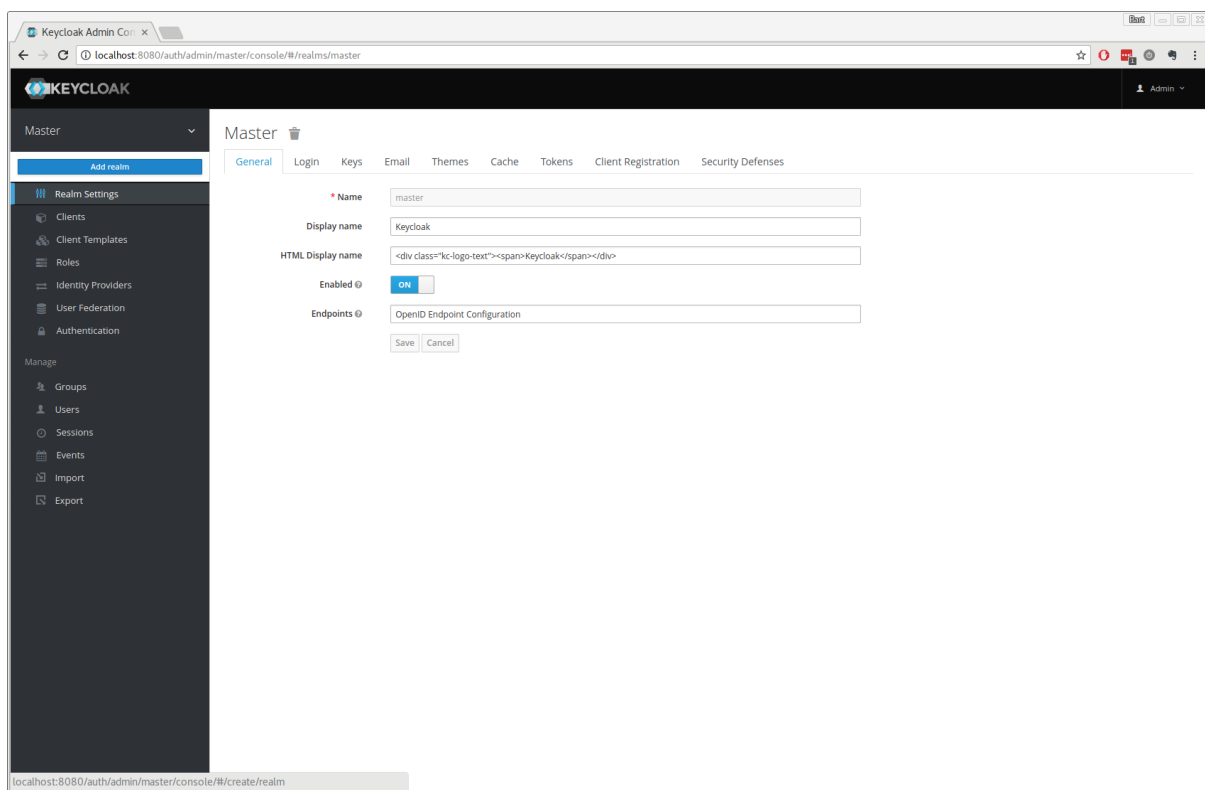 Keycloak Admin Con
localhost:8080/auth/admin/master/console/#/realms/master
KEYCLOAK
Admin
Master
Add realm
Realm Settings
Clients
Client Templates
Roles
Identity Providers
User Federation
Authentication
Manage
Groups
Users
Sessions
Events
Import
Export
Master
General Login Keys Email Themes Cache Tokens Client Registration Security Defenses
* Name master
Display name Keycloak
HTML Display name <div class="kc-logo-text"><span>Keycloak</span></div>
Enabled ON
Endpoints OpenID Endpoint Configuration
Save Cancel
localhost:8080/auth/admin/master/console/#/create/realm